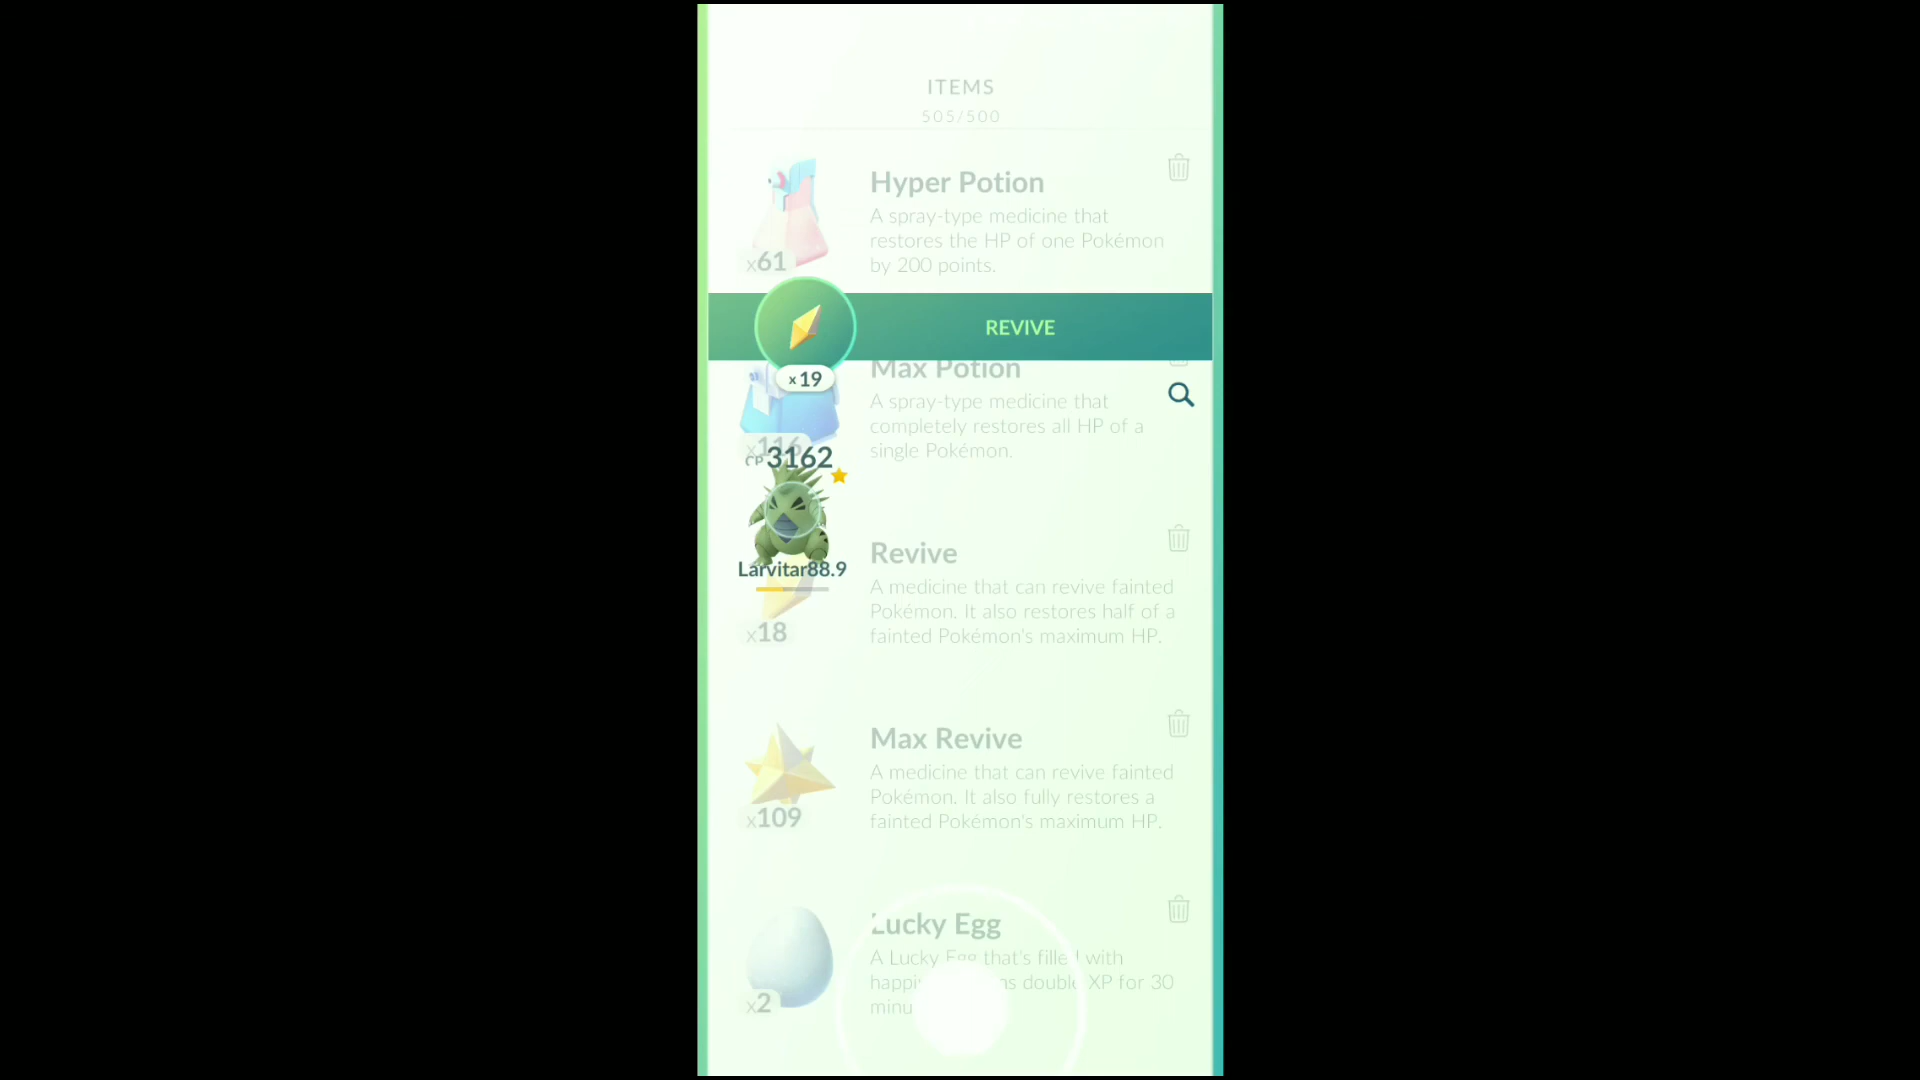 ITEMS
505/500
Hyper Potion
A spray-type medicine that
restores the HP of one Pokémon
by 200 points.
x61
REVIVE
x19
Max Potion
A spray-type medicine that
completely restores all HP of a
single Pokémon.
x116
CP3162
Larvitar88.9
Revive
A medicine that can revive fainted
Pokémon. It also restores half of a
fainted Pokémon's maximum HP.
x18
Max Revive
A medicine that can revive fainted
Pokémon. It also fully restores a
fainted Pokémon's maximum HP.
x109
Lucky Egg
A Lucky Egg that's filled with
double XP for 30
x2